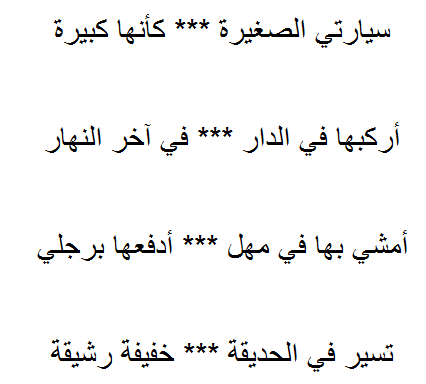 سيارتي الصغيرة *** كأنها كبيرة
أركبها في الدار *** في آخر النهار
أمشي بها في مهل *** أدفعها برجلي
تسير في الحديقة *** خفيفة رشيقة